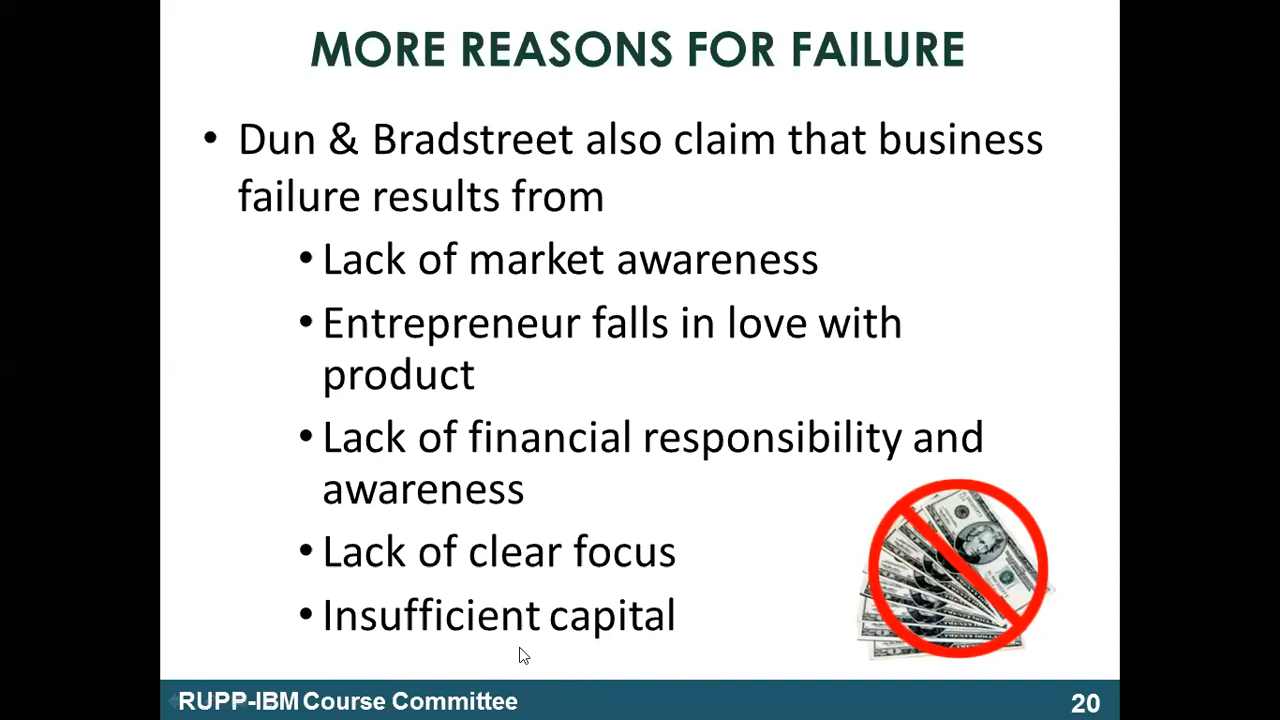 MORE REASONS FOR FAILURE
• Dun & Bradstreet also claim that business
failure results from
• Lack of market awareness
• Entrepreneur falls in love with
product
• Lack of financial responsibility and
awareness
• Lack of clear focus
• Insufficient capital
RUPP-IBM Course Committee
20